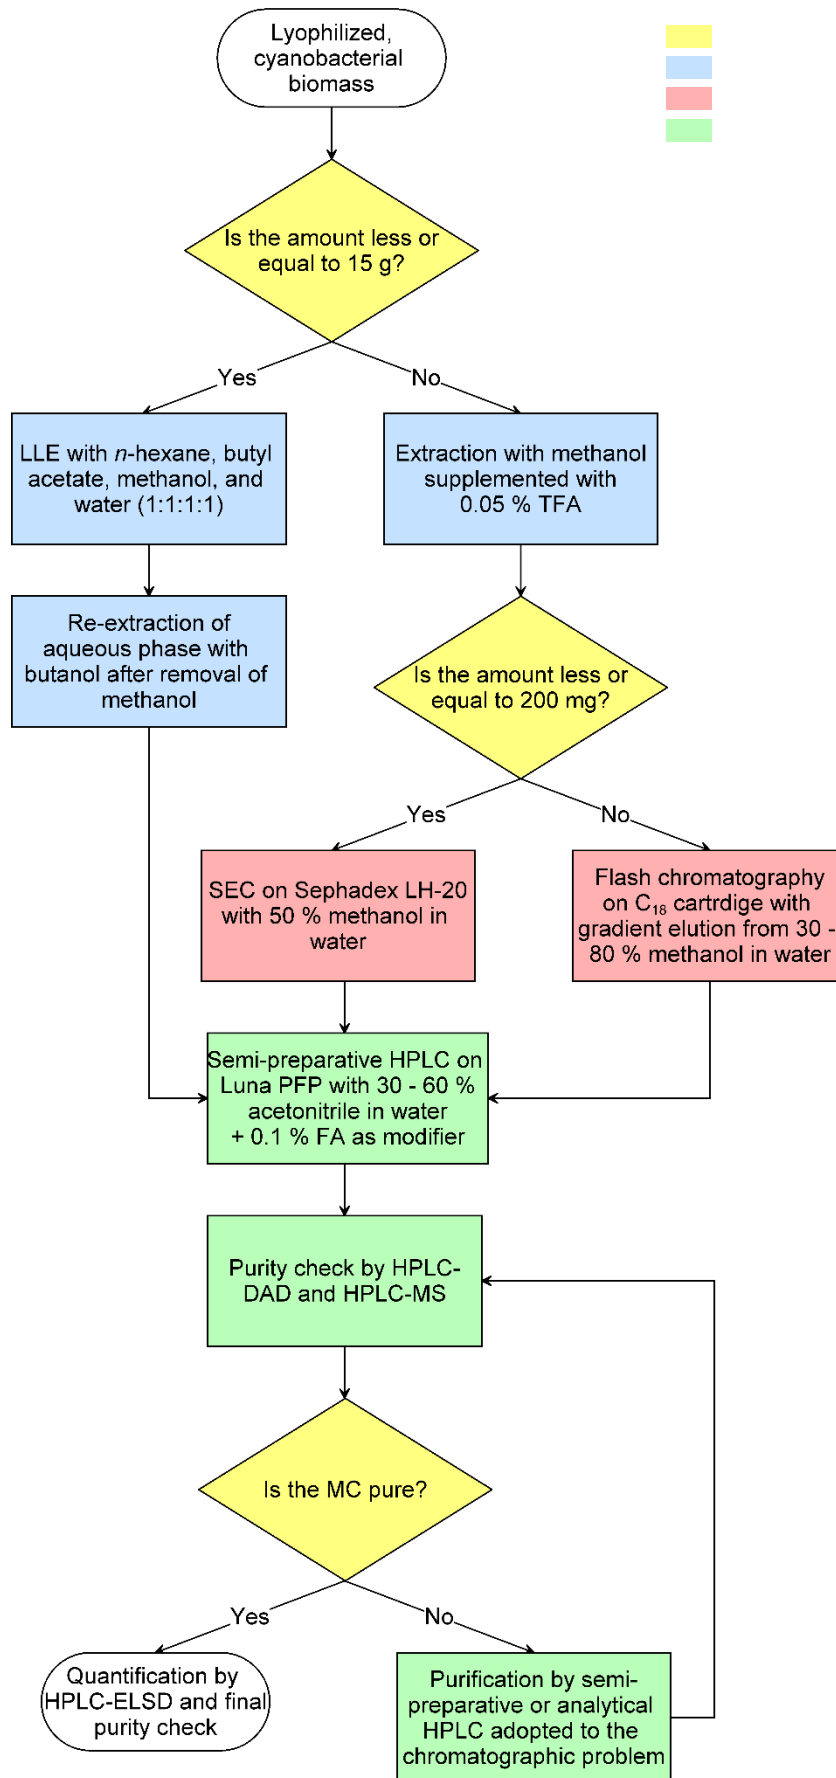 Lyophilized,
cyanobacterial
biomass
Is the amount less or
equal to 15 g?
Yes
No
LLE with n-hexane, butyl
acetate, methanol, and
water (1:1:1:1)
Extraction with methanol
supplemented with
0.05 % TFA
Re-extraction of
aqueous phase with
butanol after removal of
methanol
Is the amount less or
equal to 200 mg?
Yes
No
SEC on Sephadex LH-20
with 50 % methanol in
water
Flash chromatography
on C₁₈ cartrdige with
gradient elution from 30 -
80 % methanol in water
Semi-preparative HPLC on
Luna PFP with 30 - 60 %
acetonitrile in water
+ 0.1 % FA as modifier
Purity check by HPLC-
DAD and HPLC-MS
Is the MC pure?
Yes
No
Quantification by
HPLC-ELSD and final
purity check
Purification by semi-
preparative or analytical
HPLC adopted to the
chromatographic problem